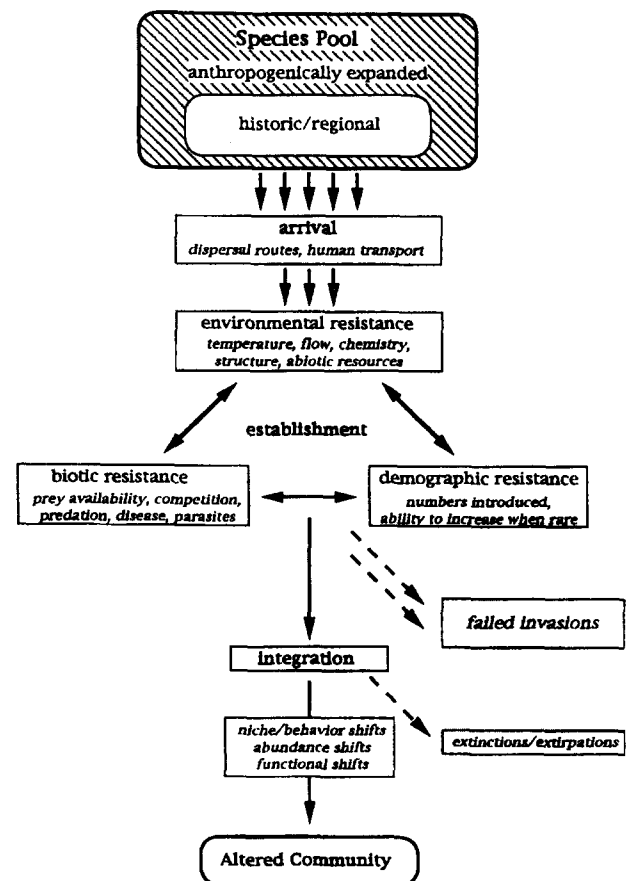 Species Pool
anthropogenically expanded
historic/regional
arrival
dispersal routes, human transport
environmental resistance
temperature, flow, chemistry,
structure, abiotic resources
establishment
biotic resistance
prey availability, competition,
predation, disease, parasites
demographic resistance
numbers introduced,
ability to increase when rare
failed invasions
integration
niche/behavior shifts
abundance shifts
functional shifts
extinctions/extirpations
Altered Community